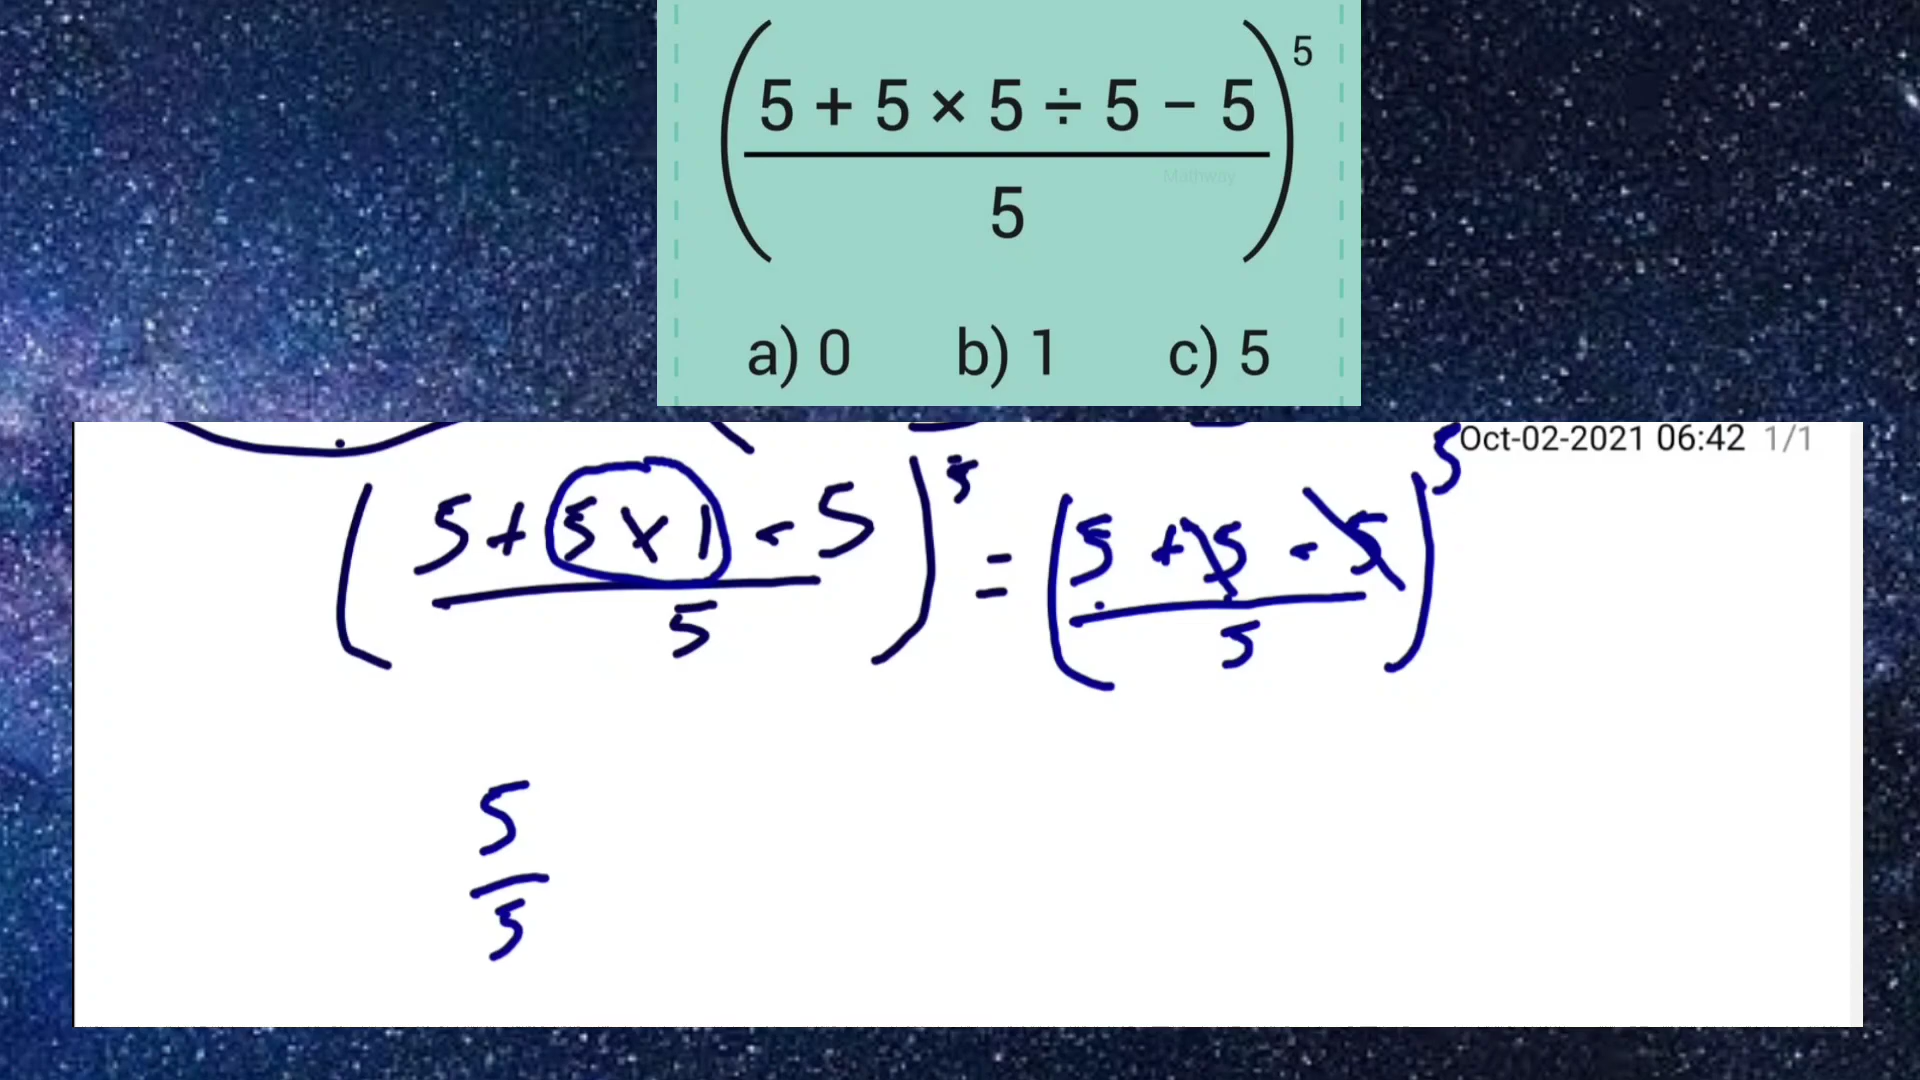 (5 + 5 × 5 ÷ 5 − 5)⁵
Mathway
5
a) 0 b) 1 c) 5
Oct-02-2021 06:42 1/1
(5 + 5 × 1 - 5)⁵ = (5 + 5 - 5)⁵
5 5
5
5